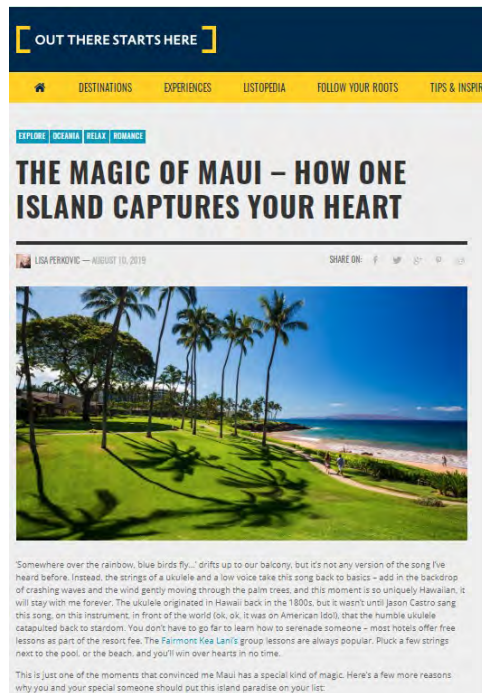 OUT THERE STARTS HERE
DESTINATIONS EXPERIENCES LISTOPEDIA FOLLOW YOUR ROOTS TIPS & INSPIR
EXPLORE OCEANIA RELAX ROMANCE
THE MAGIC OF MAUI – HOW ONE
ISLAND CAPTURES YOUR HEART
LISA PERKOVIC — AUGUST 10, 2019 SHARE ON:
'Somewhere over the rainbow, blue birds fly...' drifts up to our balcony, but it's not any version of the song I've
heard before. Instead, the strings of a ukulele and a low voice take this song back to basics – add in the backdrop
of crashing waves and the wind gently moving through the palm trees, and this moment is so uniquely Hawaiian, it
will stay with me forever. The ukulele originated in Hawaii back in the 1800s, but it wasn't until Jason Castro sang
this song, on this instrument, in front of the world (ok, ok, it was on American Idol), that the humble ukulele
catapulted back to stardom. You don't have to go far to learn how to serenade someone – most hotels offer free
lessons as part of the resort fee. The Fairmont Kea Lani's group lessons are always popular. Pluck a few strings
next to the pool, or the beach, and you'll win over hearts in no time.
This is just one of the moments that convinced me Maui has a special kind of magic. Here's a few more reasons
why you and your special someone should put this island paradise on your list: